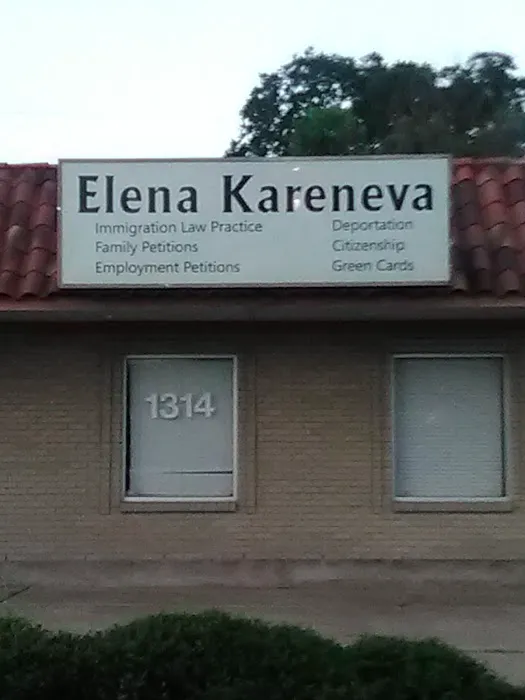 Elena Kareneva
Immigration Law Practice
Family Petitions
Employment Petitions
Deportation
Citizenship
Green Cards
1314